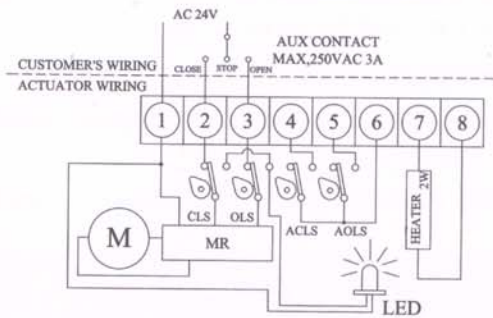 AC 24V
AUX CONTACT
MAX,250VAC 3A
CUSTOMER'S WIRING
CLOSE STOP OPEN
ACTUATOR WIRING
1 2 3 4 5 6 7 8
CLS OLS ACLS AOLS
HEATER 2W
M MR
LED